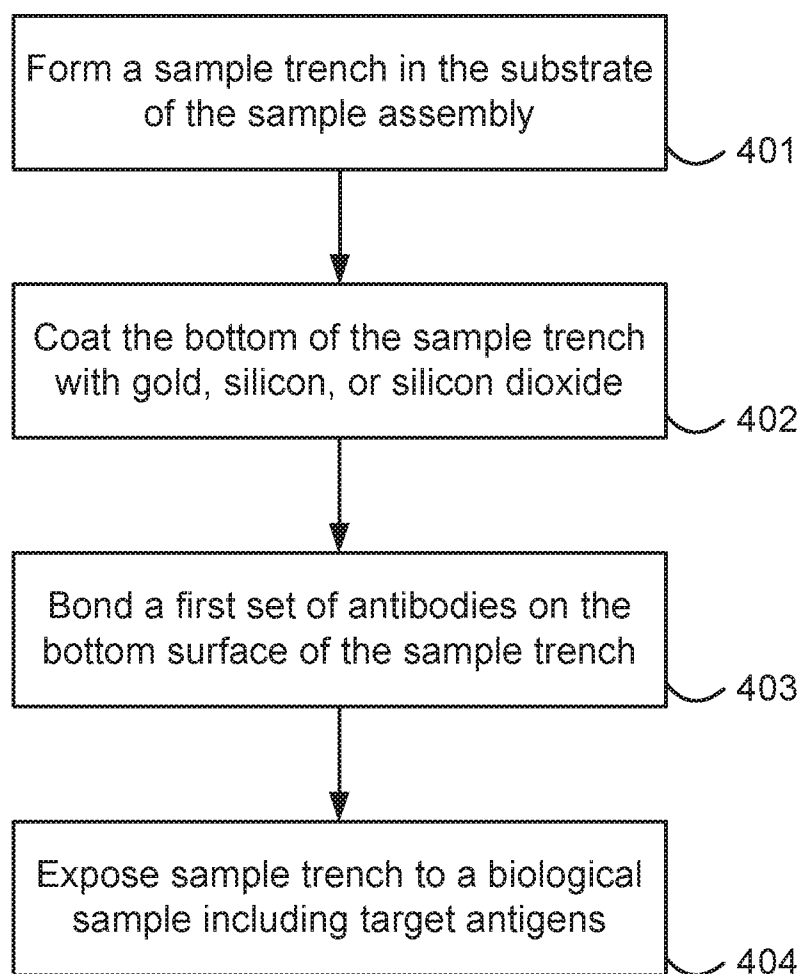 Form a sample trench in the substrate
of the sample assembly
401
Coat the bottom of the sample trench
with gold, silicon, or silicon dioxide
402
Bond a first set of antibodies on the
bottom surface of the sample trench
403
Expose sample trench to a biological
sample including target antigens
404